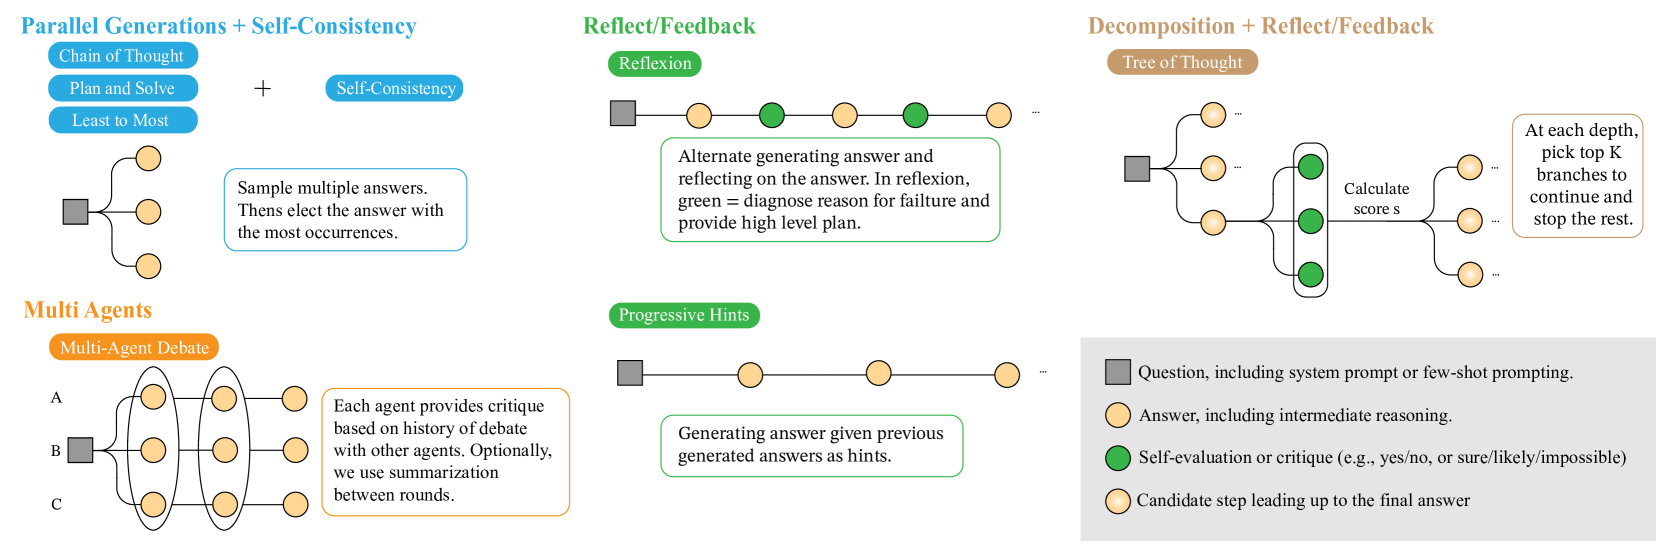 Parallel Generations + Self-Consistency
Chain of Thought
Plan and Solve
Least to Most
+
Self-Consistency
Sample multiple answers.
Thens elect the answer with
the most occurrences.
Multi Agents
Multi-Agent Debate
A
B
C
Each agent provides critique
based on history of debate
with other agents. Optionally,
we use summarization
between rounds.
Reflect/Feedback
Reflexion
...
Alternate generating answer and
reflecting on the answer. In reflexion,
green = diagnose reason for failture and
provide high level plan.
Progressive Hints
...
Generating answer given previous
generated answers as hints.
Decomposition + Reflect/Feedback
Tree of Thought
...
...
Calculate
score s
...
...
...
At each depth,
pick top K
branches to
continue and
stop the rest.
Question, including system prompt or few-shot prompting.
Answer, including intermediate reasoning.
Self-evaluation or critique (e.g., yes/no, or sure/likely/impossible)
Candidate step leading up to the final answer